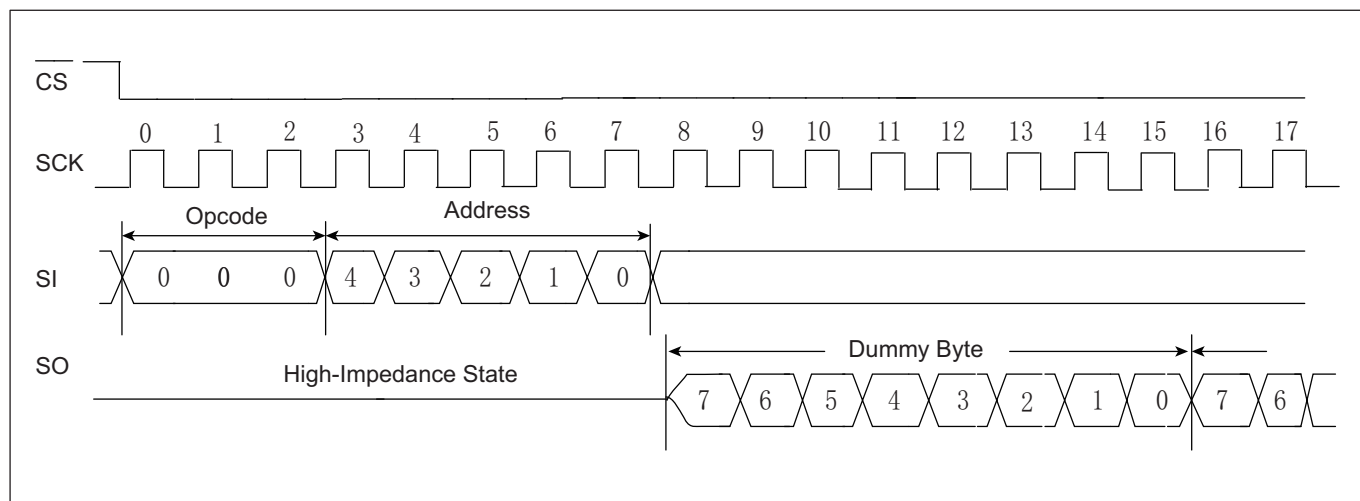 CS
0 1 2 3 4 5 6 7 8 9 10 11 12 13 14 15 16 17
SCK
Opcode Address
SI 0 0 0 4 3 2 1 0
SO High-Impedance State Dummy Byte
7 6 5 4 3 2 1 0 7 6